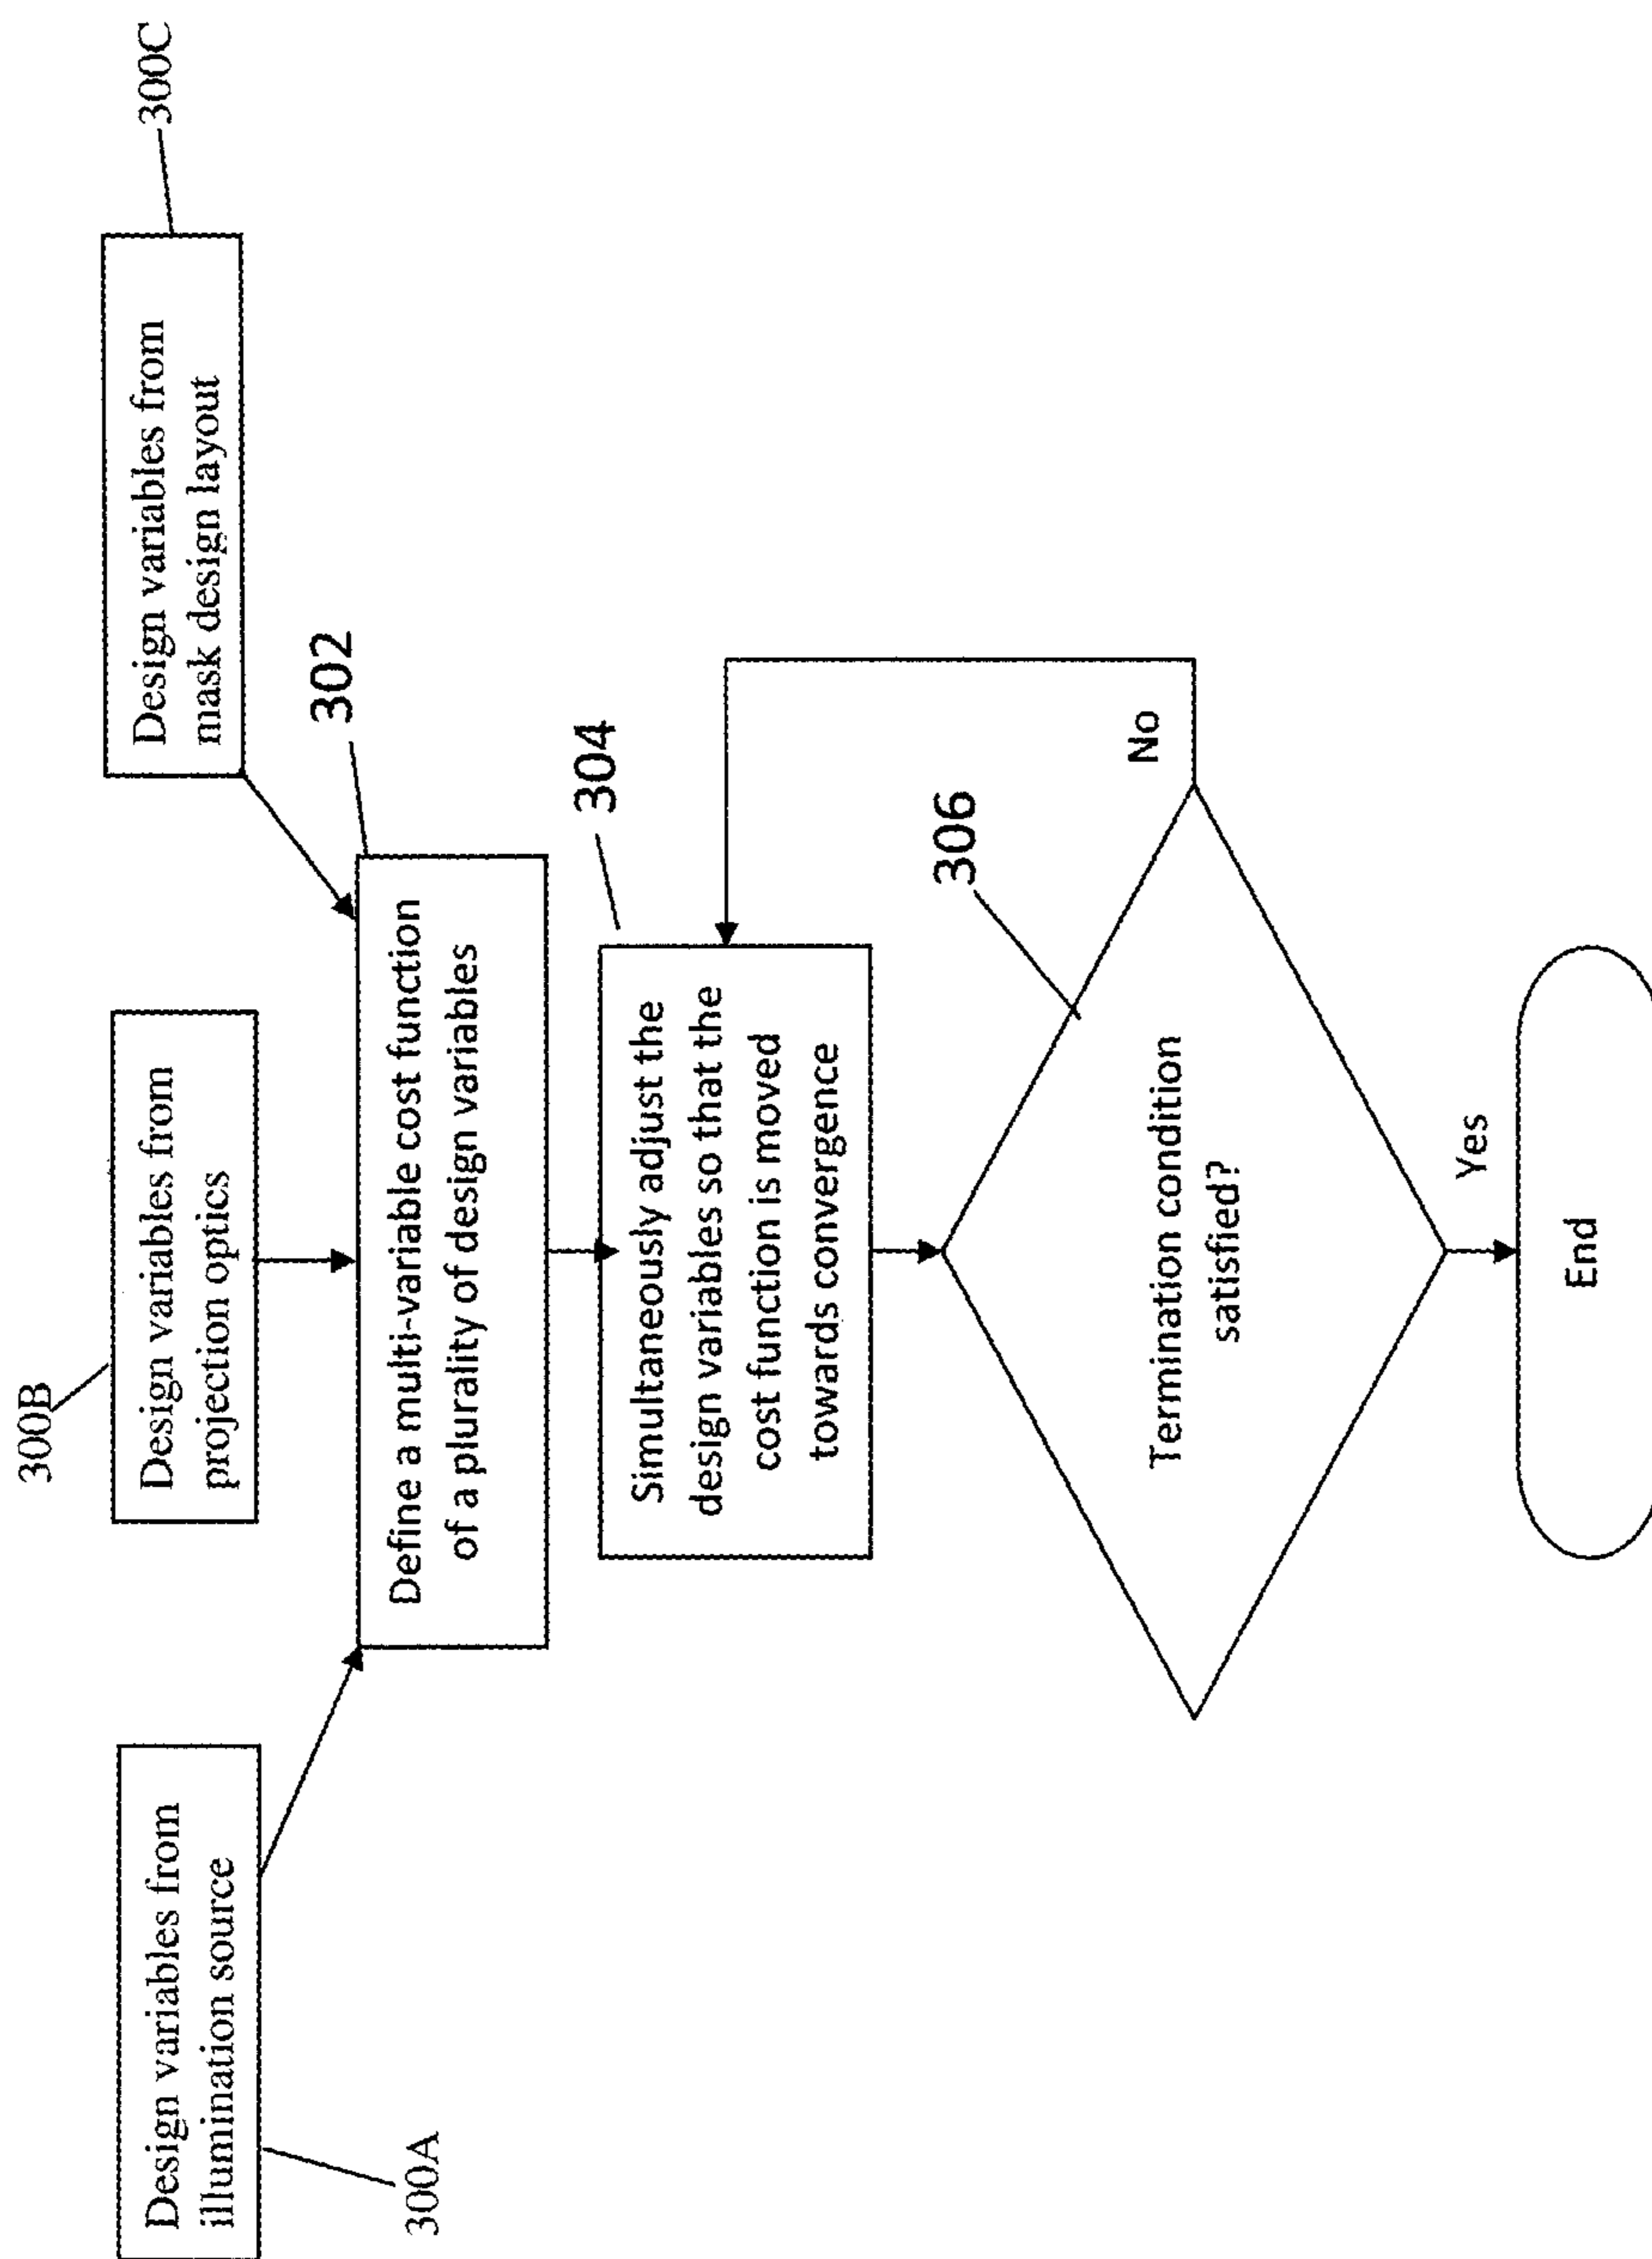 300A
Design variables from
illumination source
300B
Design variables from
projection optics
300C
Design variables from
mask design layout
302
Define a multi-variable cost function
of a plurality of design variables
304
Simultaneously adjust the
design variables so that the
cost function is moved
towards convergence
306
Termination condition
satisfied?
No
Yes
End